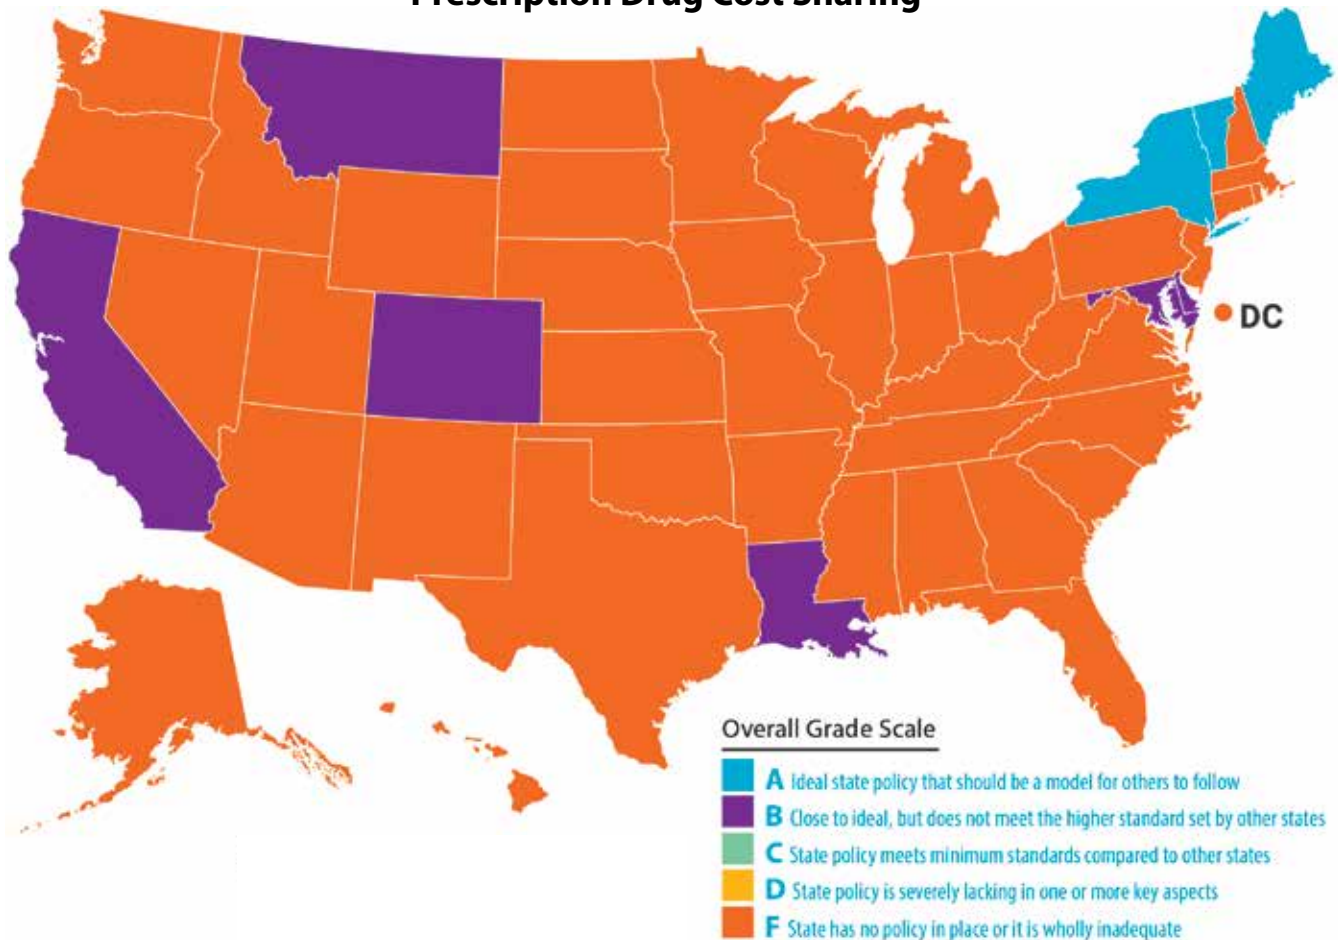 Prescription Drug Cost Sharing
DC
Overall Grade Scale
A Ideal state policy that should be a model for others to follow
B Close to ideal, but does not meet the higher standard set by other states
C State policy meets minimum standards compared to other states
D State policy is severely lacking in one or more key aspects
F State has no policy in place or it is wholly inadequate